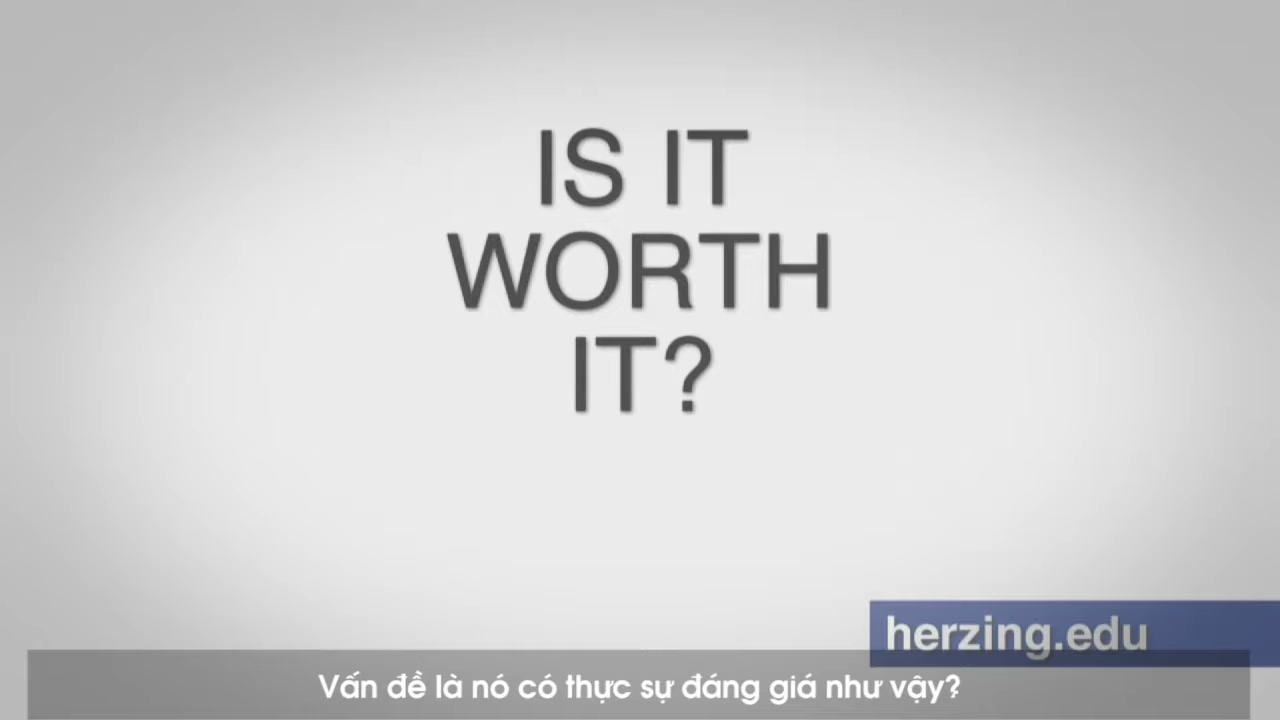 IS IT
WORTH
IT?
herzing.edu
Vấn đề là nó có thực sự đáng giá như vậy?